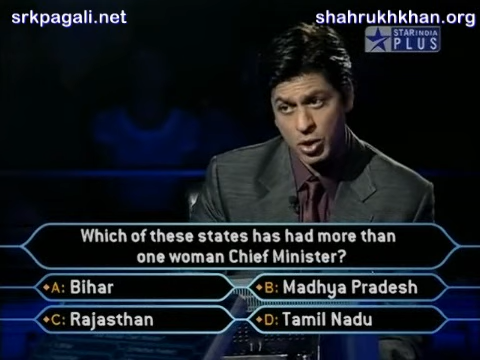 srkpagali.net
shahrukhkhan.org
STAR INDIA
PLUS
Which of these states has had more than
one woman Chief Minister?
A: Bihar
B: Madhya Pradesh
C: Rajasthan
D: Tamil Nadu